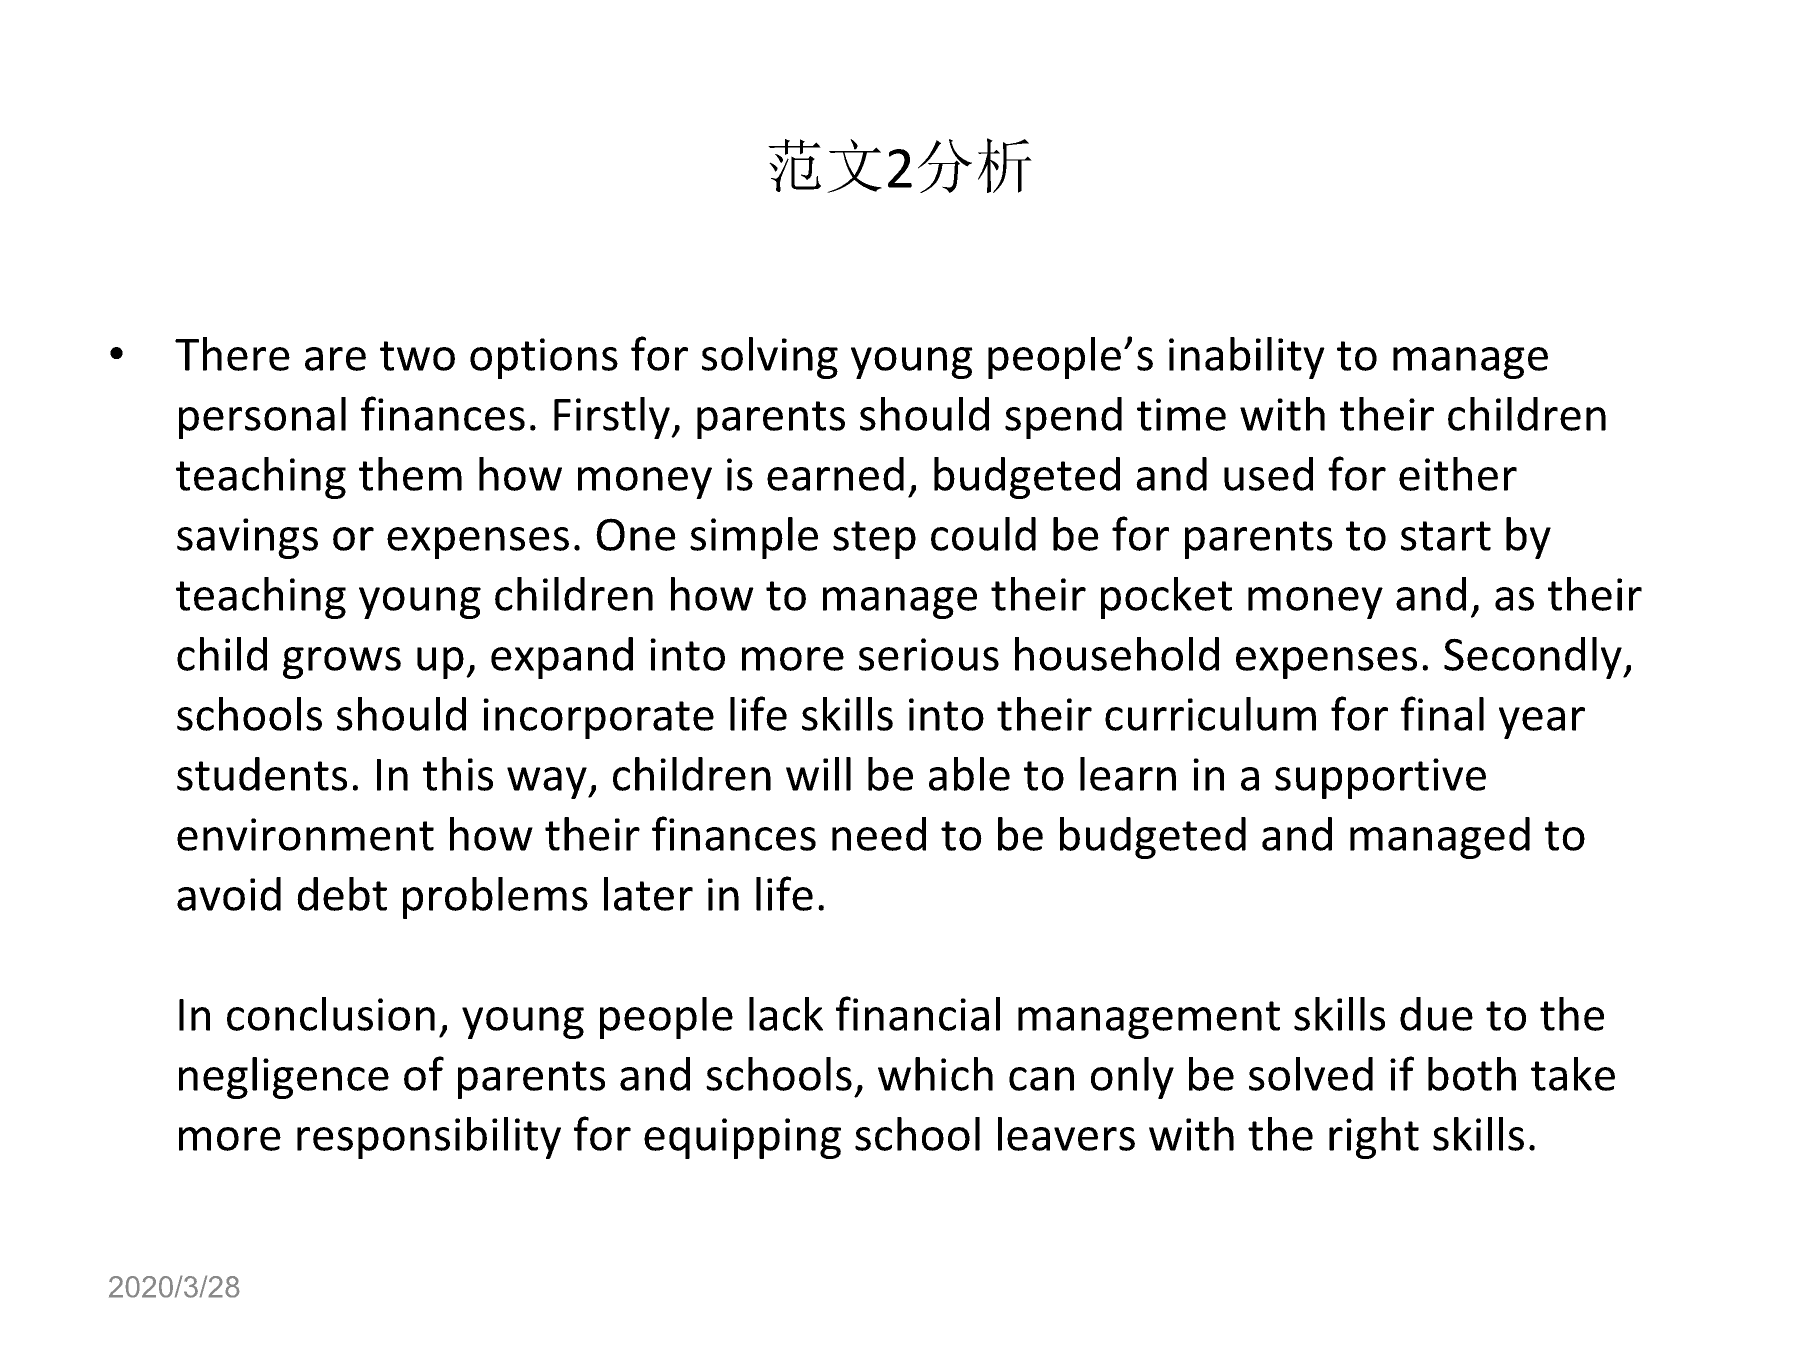 范文2分析
• There are two options for solving young people’s inability to manage
personal finances. Firstly, parents should spend time with their children
teaching them how money is earned, budgeted and used for either
savings or expenses. One simple step could be for parents to start by
teaching young children how to manage their pocket money and, as their
child grows up, expand into more serious household expenses. Secondly,
schools should incorporate life skills into their curriculum for final year
students. In this way, children will be able to learn in a supportive
environment how their finances need to be budgeted and managed to
avoid debt problems later in life.
In conclusion, young people lack financial management skills due to the
negligence of parents and schools, which can only be solved if both take
more responsibility for equipping school leavers with the right skills.
2020/3/28